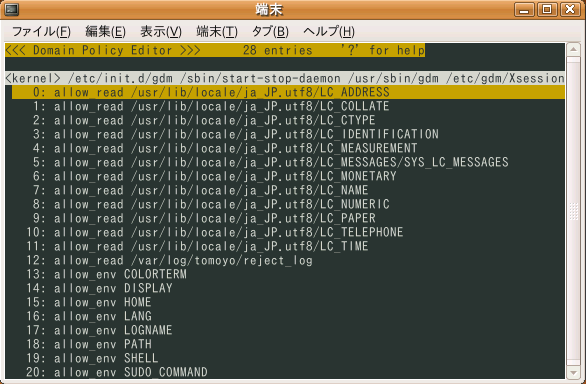 端末
ファイル(F) 編集(E) 表示(V) 端末(T) タブ(B) ヘルプ(H)
<<< Domain Policy Editor >>>      28 entries    '?' for help
<kernel> /etc/init.d/gdm /sbin/start-stop-daemon /usr/sbin/gdm /etc/gdm/Xsession
0: allow_read /usr/lib/locale/ja_JP.utf8/LC_ADDRESS
1: allow_read /usr/lib/locale/ja_JP.utf8/LC_COLLATE
2: allow_read /usr/lib/locale/ja_JP.utf8/LC_CTYPE
3: allow_read /usr/lib/locale/ja_JP.utf8/LC_IDENTIFICATION
4: allow_read /usr/lib/locale/ja_JP.utf8/LC_MEASUREMENT
5: allow_read /usr/lib/locale/ja_JP.utf8/LC_MESSAGES/SYS_LC_MESSAGES
6: allow_read /usr/lib/locale/ja_JP.utf8/LC_MONETARY
7: allow_read /usr/lib/locale/ja_JP.utf8/LC_NAME
8: allow_read /usr/lib/locale/ja_JP.utf8/LC_NUMERIC
9: allow_read /usr/lib/locale/ja_JP.utf8/LC_PAPER
10: allow_read /usr/lib/locale/ja_JP.utf8/LC_TELEPHONE
11: allow_read /usr/lib/locale/ja_JP.utf8/LC_TIME
12: allow_read /var/log/tomoyo/reject_log
13: allow_env COLORTERM
14: allow_env DISPLAY
15: allow_env HOME
16: allow_env LANG
17: allow_env LOGNAME
18: allow_env PATH
19: allow_env SHELL
20: allow_env SUDO_COMMAND